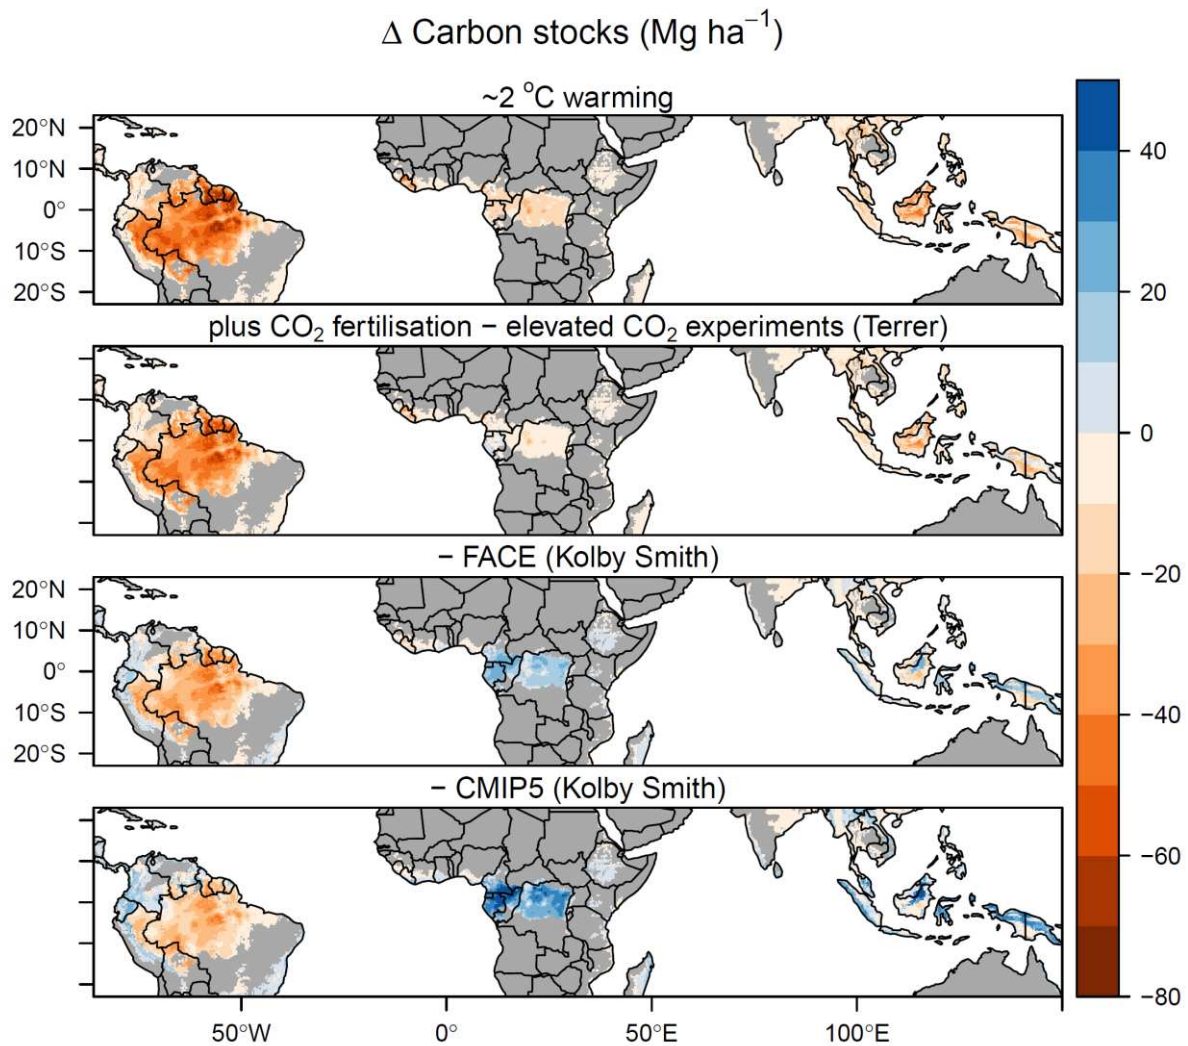 Δ Carbon stocks (Mg ha⁻¹)
~2 °C warming
20°N
10°N
0°
10°S
20°S
plus CO₂ fertilisation − elevated CO₂ experiments (Terrer)
− FACE (Kolby Smith)
20°N
10°N
0°
10°S
20°S
− CMIP5 (Kolby Smith)
50°W 0° 50°E 100°E
40
20
0
−20
−40
−60
−80